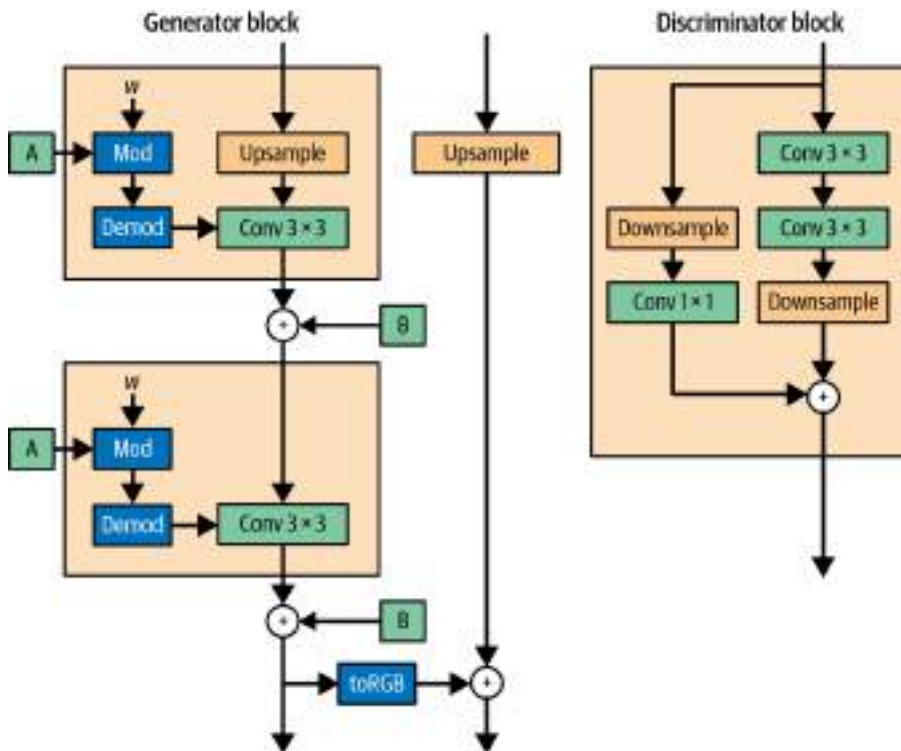 Generator block
w
A
Mod
Upsample
Demod
Conv 3 × 3
+
B
w
A
Mod
Demod
Conv 3 × 3
+
B
toRGB
Upsample
+
Discriminator block
Conv 3 × 3
Downsample
Conv 3 × 3
Conv 1 × 1
Downsample
+